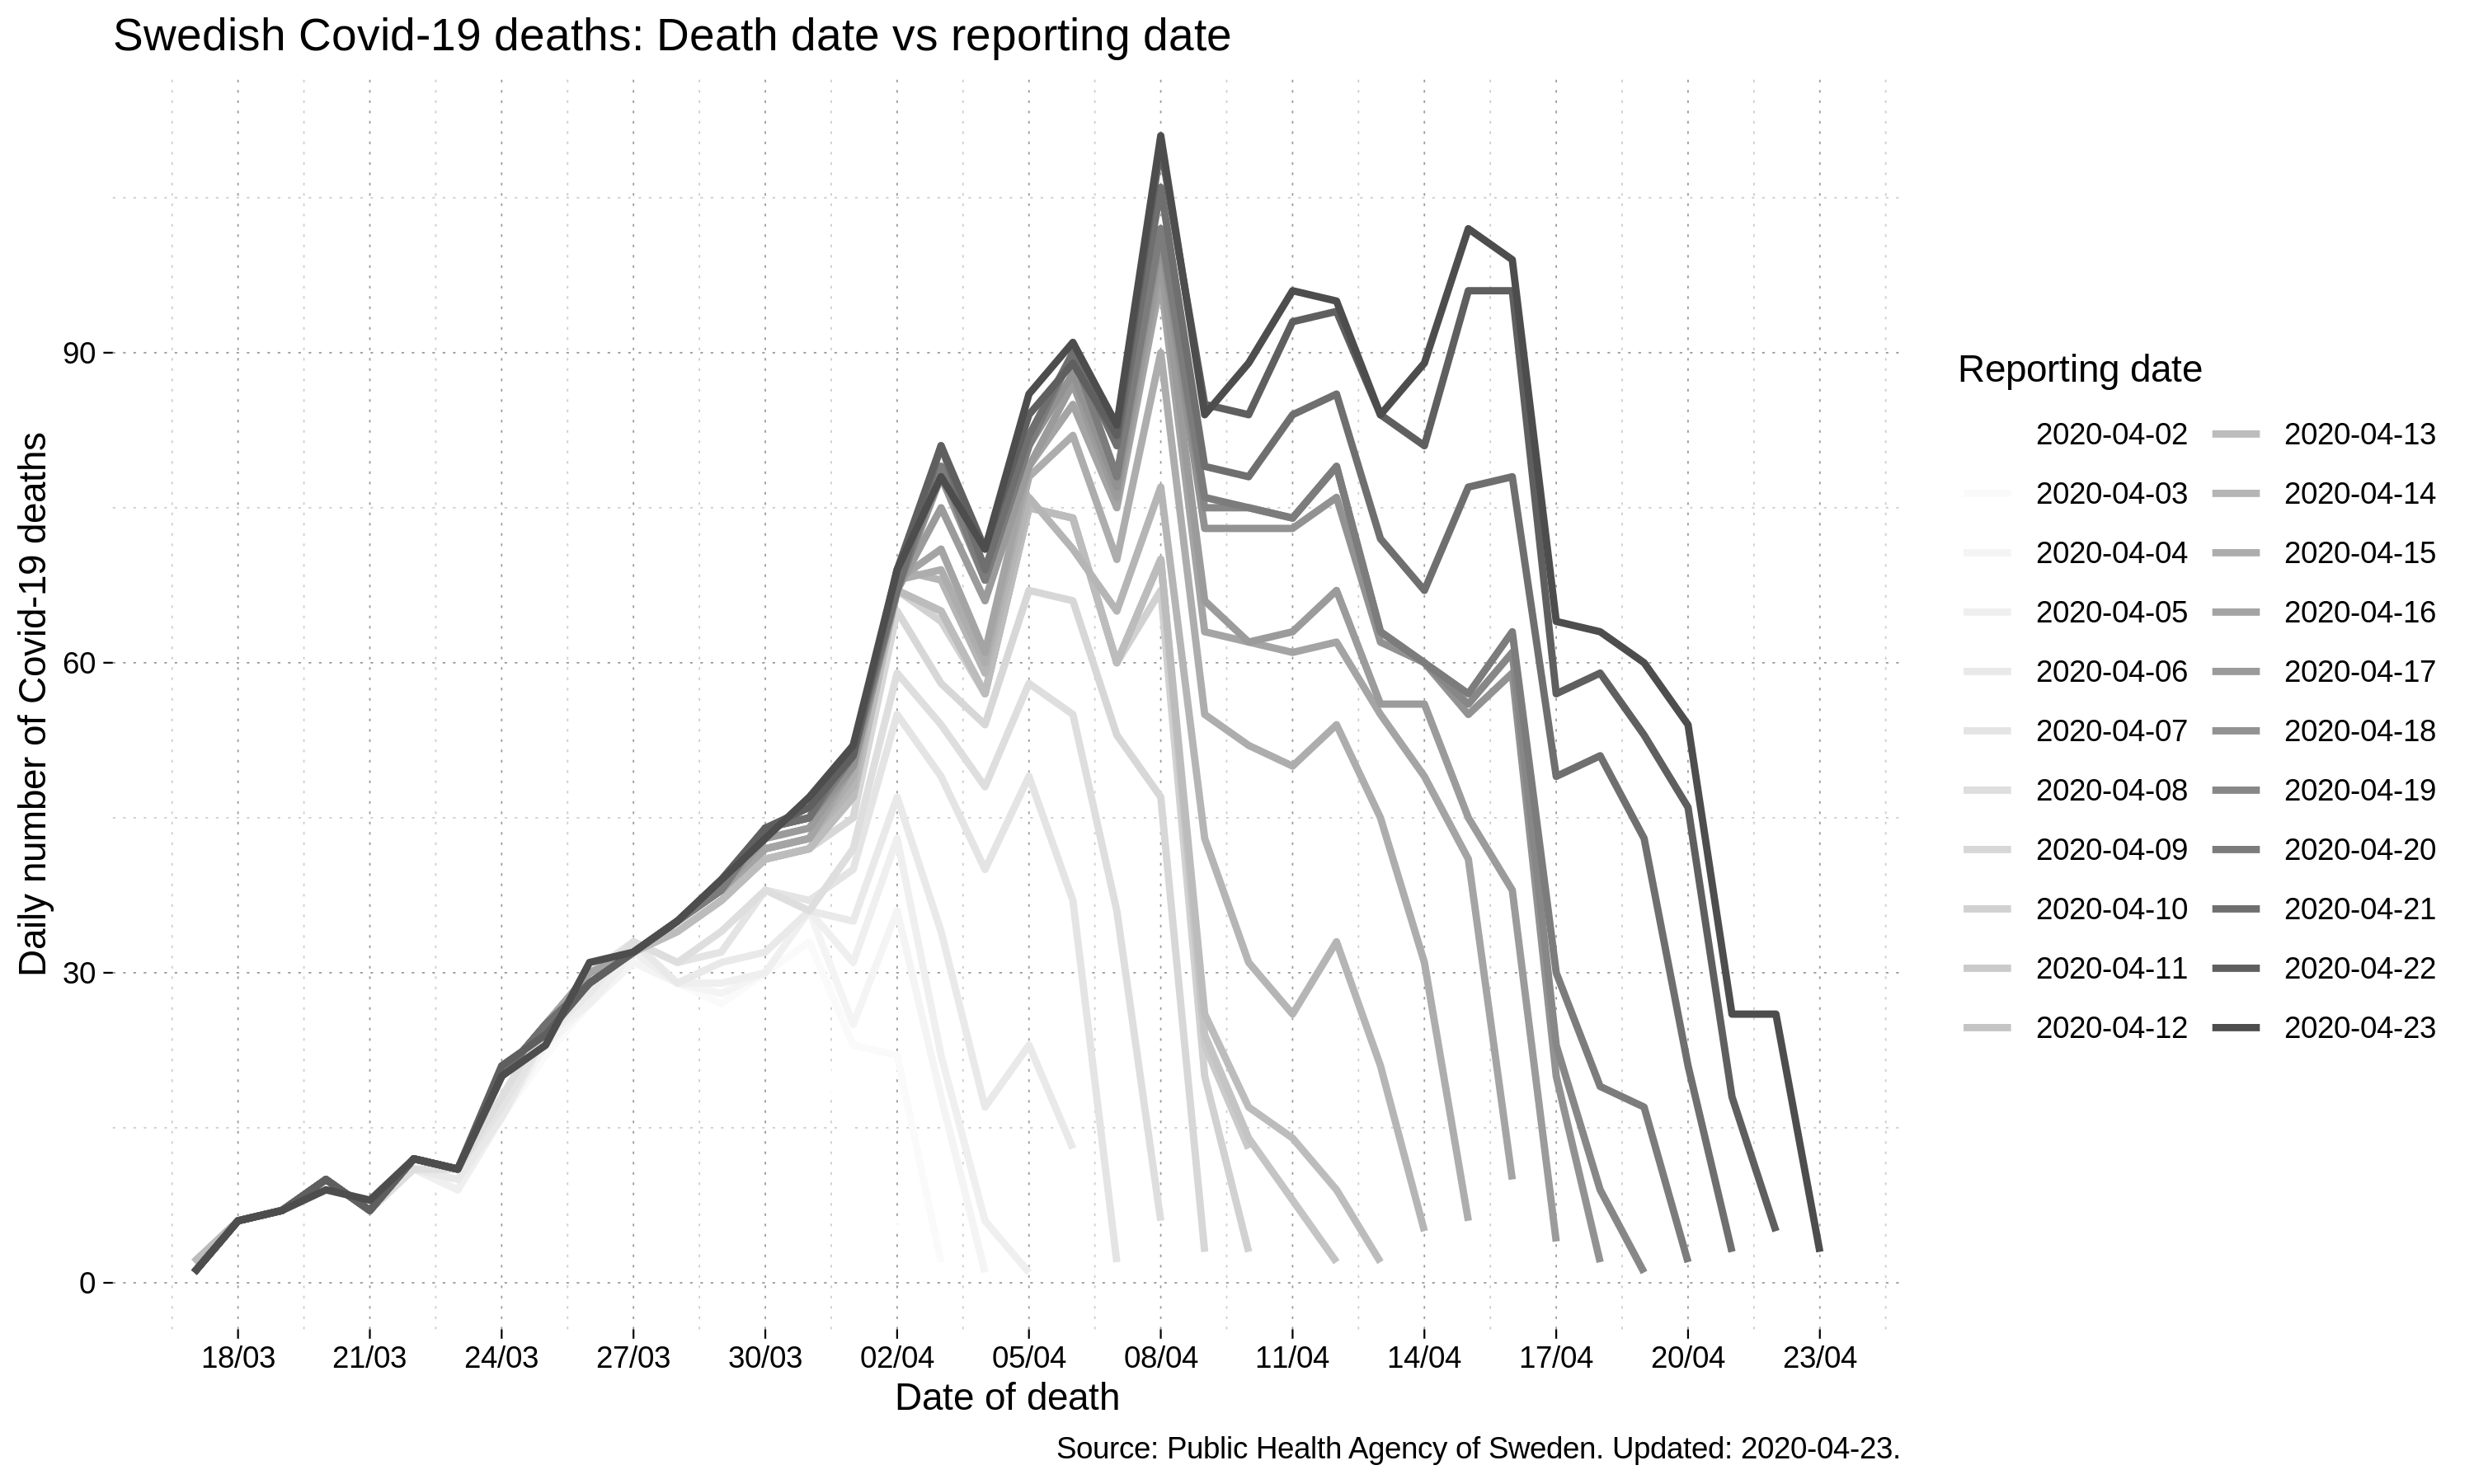 Swedish Covid-19 deaths: Death date vs reporting date
Daily number of Covid-19 deaths
90
60
30
0
18/03 21/03 24/03 27/03 30/03 02/04 05/04 08/04 11/04 14/04 17/04 20/04 23/04
Date of death
Reporting date
2020-04-02 2020-04-13
2020-04-03 2020-04-14
2020-04-04 2020-04-15
2020-04-05 2020-04-16
2020-04-06 2020-04-17
2020-04-07 2020-04-18
2020-04-08 2020-04-19
2020-04-09 2020-04-20
2020-04-10 2020-04-21
2020-04-11 2020-04-22
2020-04-12 2020-04-23
Source: Public Health Agency of Sweden. Updated: 2020-04-23.